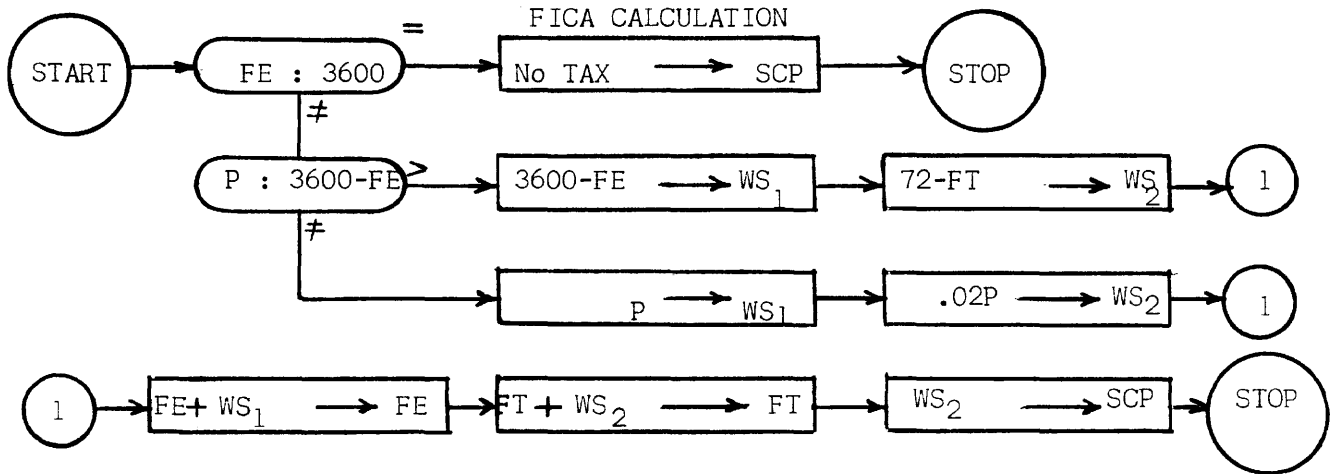 FICA CALCULATION
=
START
FE : 3600
No TAX → SCP
STOP
≠
P : 3600-FE
>
3600-FE → WS1
72-FT → WS2
1
≠
P → WS1
.02P → WS2
1
1
FE+ WS1 → FE
FT + WS2 → FT
WS2 → SCP
STOP